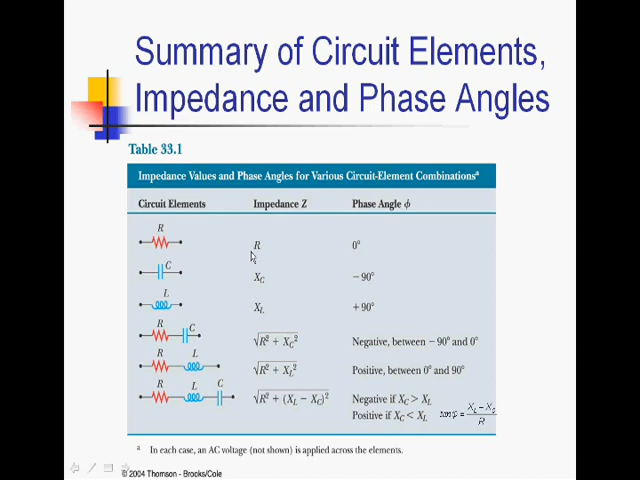 Summary of Circuit Elements,
Impedance and Phase Angles
Table 33.1
Impedance Values and Phase Angles for Various Circuit-Element Combinationsᵃ
Circuit Elements Impedance Z Phase Angle ϕ
R
R 0°
C
X_C −90°
L
X_L +90°
R C
√R² + X_C² Negative, between −90° and 0°
R L
√R² + X_L² Positive, between 0° and 90°
R L C
√R² + (X_L − X_C)² Negative if X_C > X_L
Positive if X_C < X_L tanφ = X_L − X_C / R
ᵃ In each case, an AC voltage (not shown) is applied across the elements.
© 2004 Thomson - Brooks/Cole